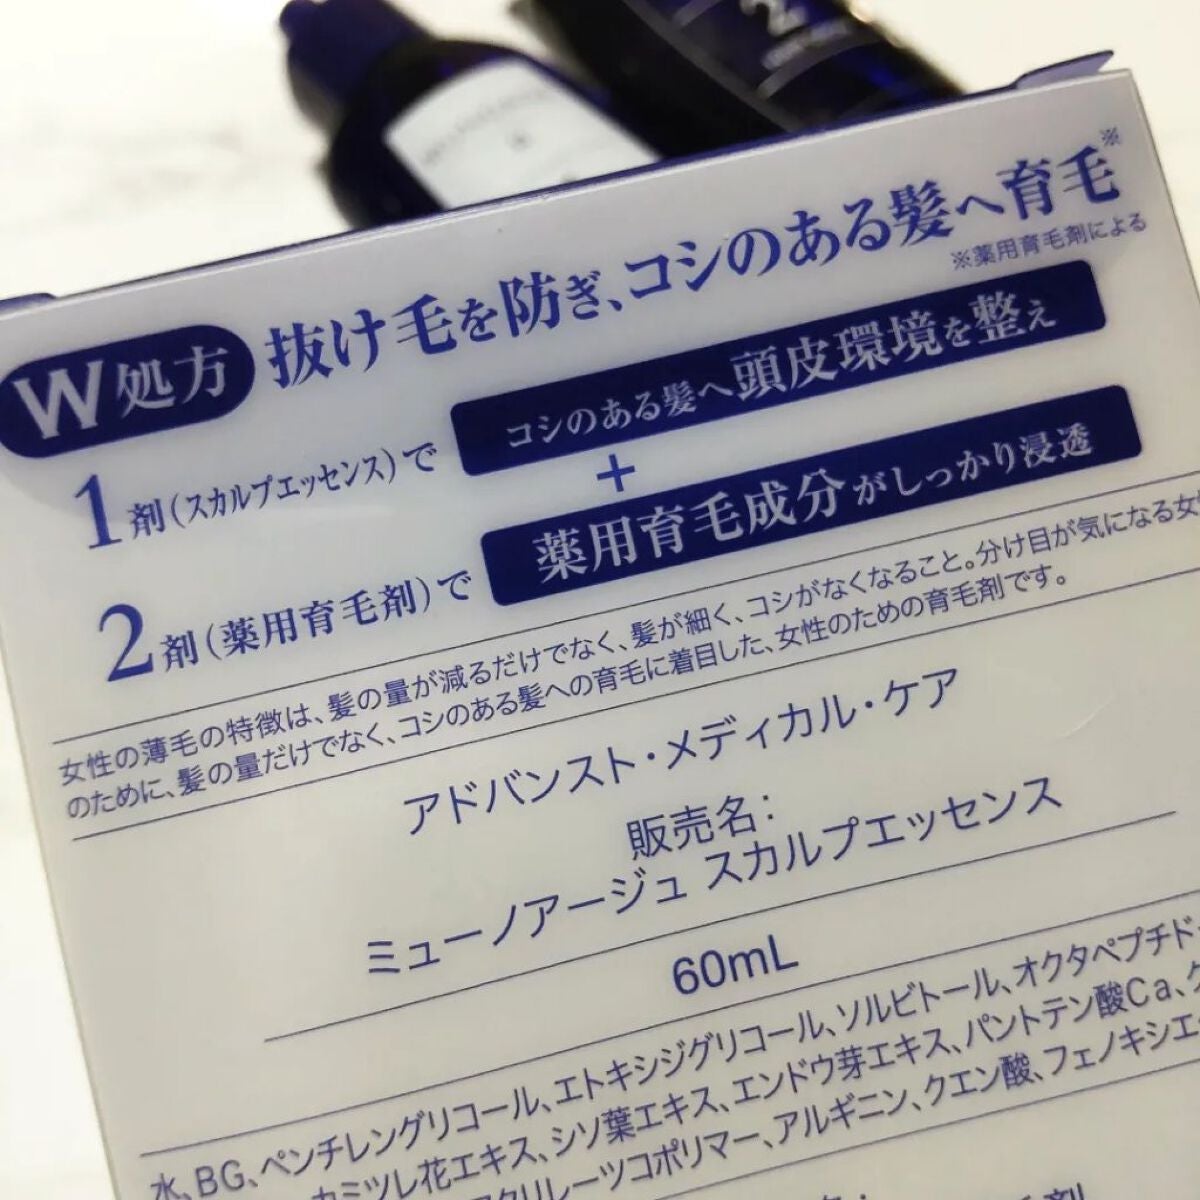 2
W処方 抜け毛を防ぎ、コシのある髪へ育毛※
※薬用育毛剤による
1剤(スカルプエッセンス)で コシのある髪へ頭皮環境を整え
+
2剤(薬用育毛剤)で 薬用育毛成分がしっかり浸透
女性の薄毛の特徴は、髪の量が減るだけでなく、髪が細く、コシがなくなること。分け目が気になる女
のために、髪の量だけでなく、コシのある髪への育毛に着目した、女性のための育毛剤です。
アドバンスト・メディカル・ケア
販売名:
ミューノアージュ スカルプエッセンス
60mL
水、BG、ペンチレングリコール、エトキシジグリコール、ソルビトール、オクタペプチド
カミツレ花エキス、シソ葉エキス、エンドウ芽エキス、パントテン酸Ca、
クリレーツコポリマー、アルギニン、クエン酸、フェノキシエ